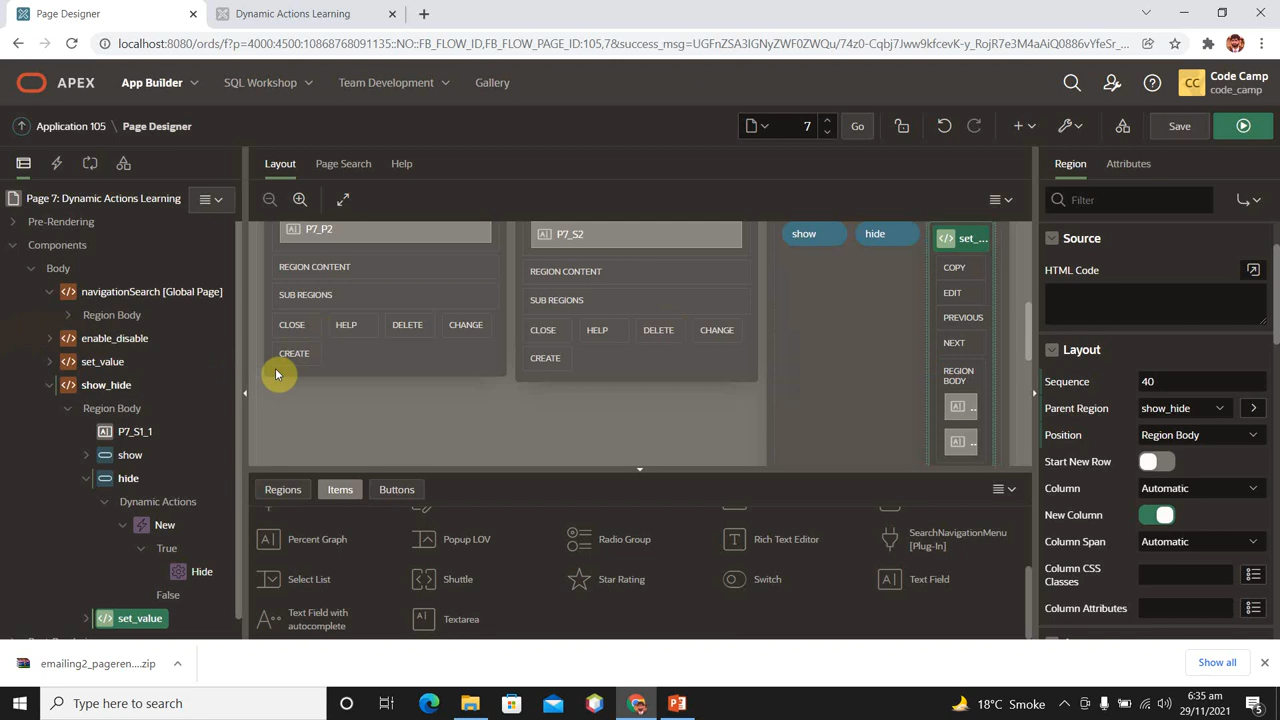 Page Designer
Dynamic Actions Learning
localhost:8080/ords/f?p=4000:4500:10868768091135::NO::FB_FLOW_ID,FB_FLOW_PAGE_ID:105,7&success_msg=UGFnZSA3IGNyZWF0ZWQu/74z0-Cqbj7Jww9kfcevK-y_RojR7e3M4aAiQ0886vYfeSr_...
APEX
App Builder
SQL Workshop
Team Development
Gallery
CC
Code Camp
code_camp
Application 105
Page Designer
7
Go
Save
Layout
Page Search
Help
Region
Attributes
Page 7: Dynamic Actions Learning
Filter
Pre-Rendering
Components
Body
navigationSearch [Global Page]
Region Body
enable_disable
set_value
show_hide
Region Body
P7_S1_1
show
hide
Dynamic Actions
New
True
Hide
False
set_value
P7_P2
REGION CONTENT
SUB REGIONS
CLOSE
HELP
DELETE
CHANGE
CREATE
P7_S2
REGION CONTENT
SUB REGIONS
CLOSE
HELP
DELETE
CHANGE
CREATE
show
hide
set_...
COPY
EDIT
PREVIOUS
NEXT
REGION
BODY
..
..
Regions
Items
Buttons
Percent Graph
Popup LOV
Radio Group
Rich Text Editor
SearchNavigationMenu
[Plug-In]
Select List
Shuttle
Star Rating
Switch
Text Field
Text Field with
autocomplete
Textarea
Source
HTML Code
Layout
Sequence
40
Parent Region
show_hide
Position
Region Body
Start New Row
Column
Automatic
New Column
Column Span
Automatic
Column CSS
Classes
Column Attributes
emailing2_pageren....zip
Show all
Type here to search
18°C Smoke
6:35 am
29/11/2021
5